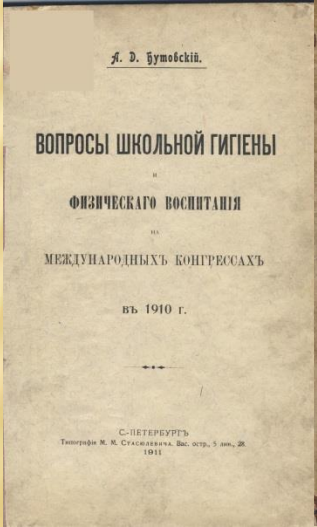 А. D. Бутовскій.
ВОПРОСЫ ШКОЛЬНОЙ ГИГІЕНЫ
и
ФИЗИЧЕСКАГО ВОСПИТАНІЯ
на
МЕЖДУНАРОДНЫХЪ КОНГРЕССАХЪ
въ 1910 г.
С.-ПЕТЕРБУРГЪ
Типографія М. М. Стасюлевича, Вас. остр., 5 лин., 28.
1911